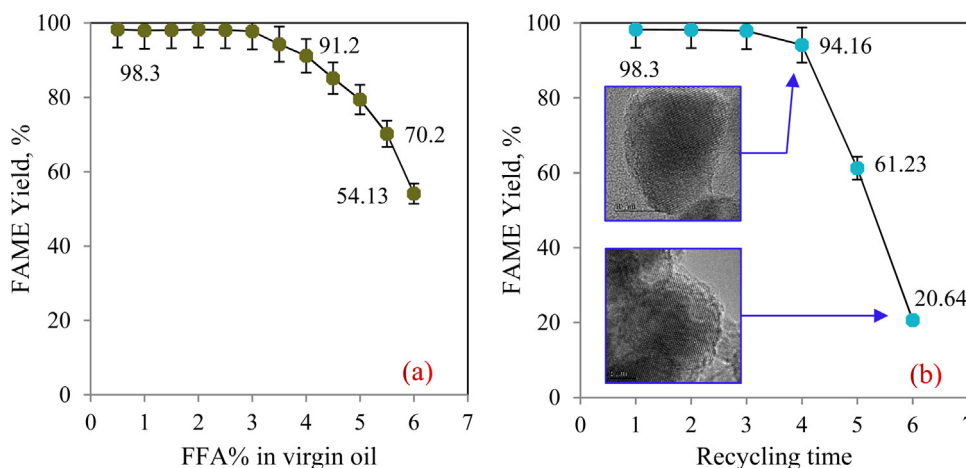 FAME Yield, %
100
80
60
40
20
0
98.3
91.2
70.2
54.13
(a)
0 1 2 3 4 5 6 7
FFA% in virgin oil
FAME Yield, %
100
80
60
40
20
0
98.3
94.16
61.23
20.64
(b)
0 1 2 3 4 5 6 7
Recycling time